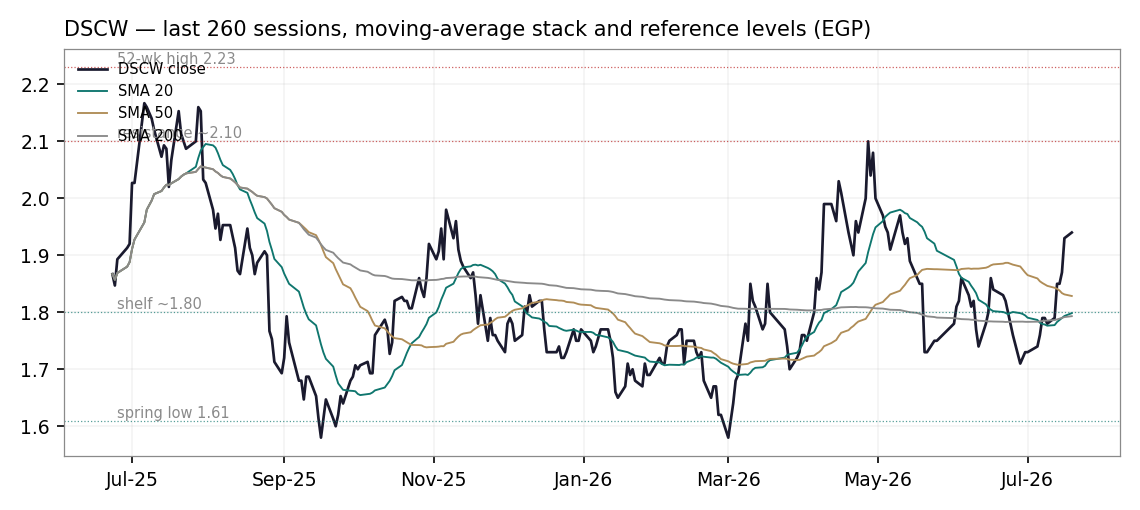 DSCW — last 260 sessions, moving-average stack and reference levels (EGP)
52-wk high 2.23
DSCW close
SMA 20
SMA 50
SMA 200
~2.10
shelf ~1.80
spring low 1.61
2.2
2.1
2.0
1.9
1.8
1.7
1.6
Jul-25
Sep-25
Nov-25
Jan-26
Mar-26
May-26
Jul-26